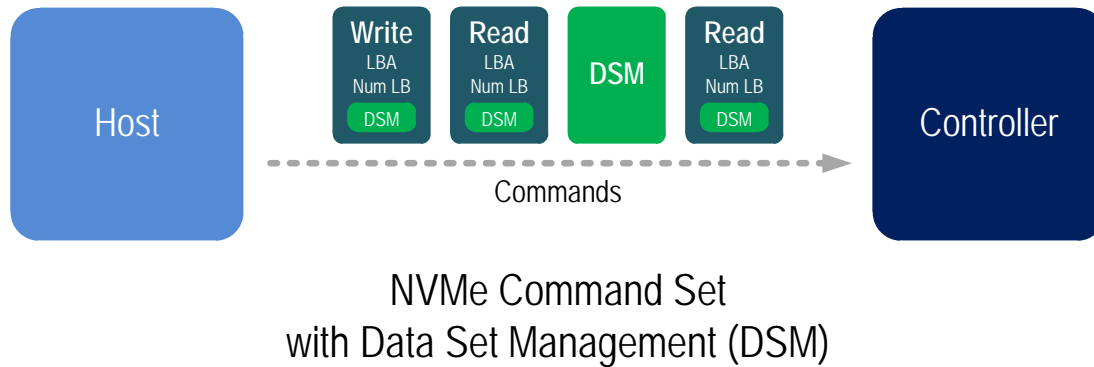 Host
Write
LBA
Num LB
DSM
Read
LBA
Num LB
DSM
DSM
Read
LBA
Num LB
DSM
Controller
Commands
NVMe Command Set
with Data Set Management (DSM)